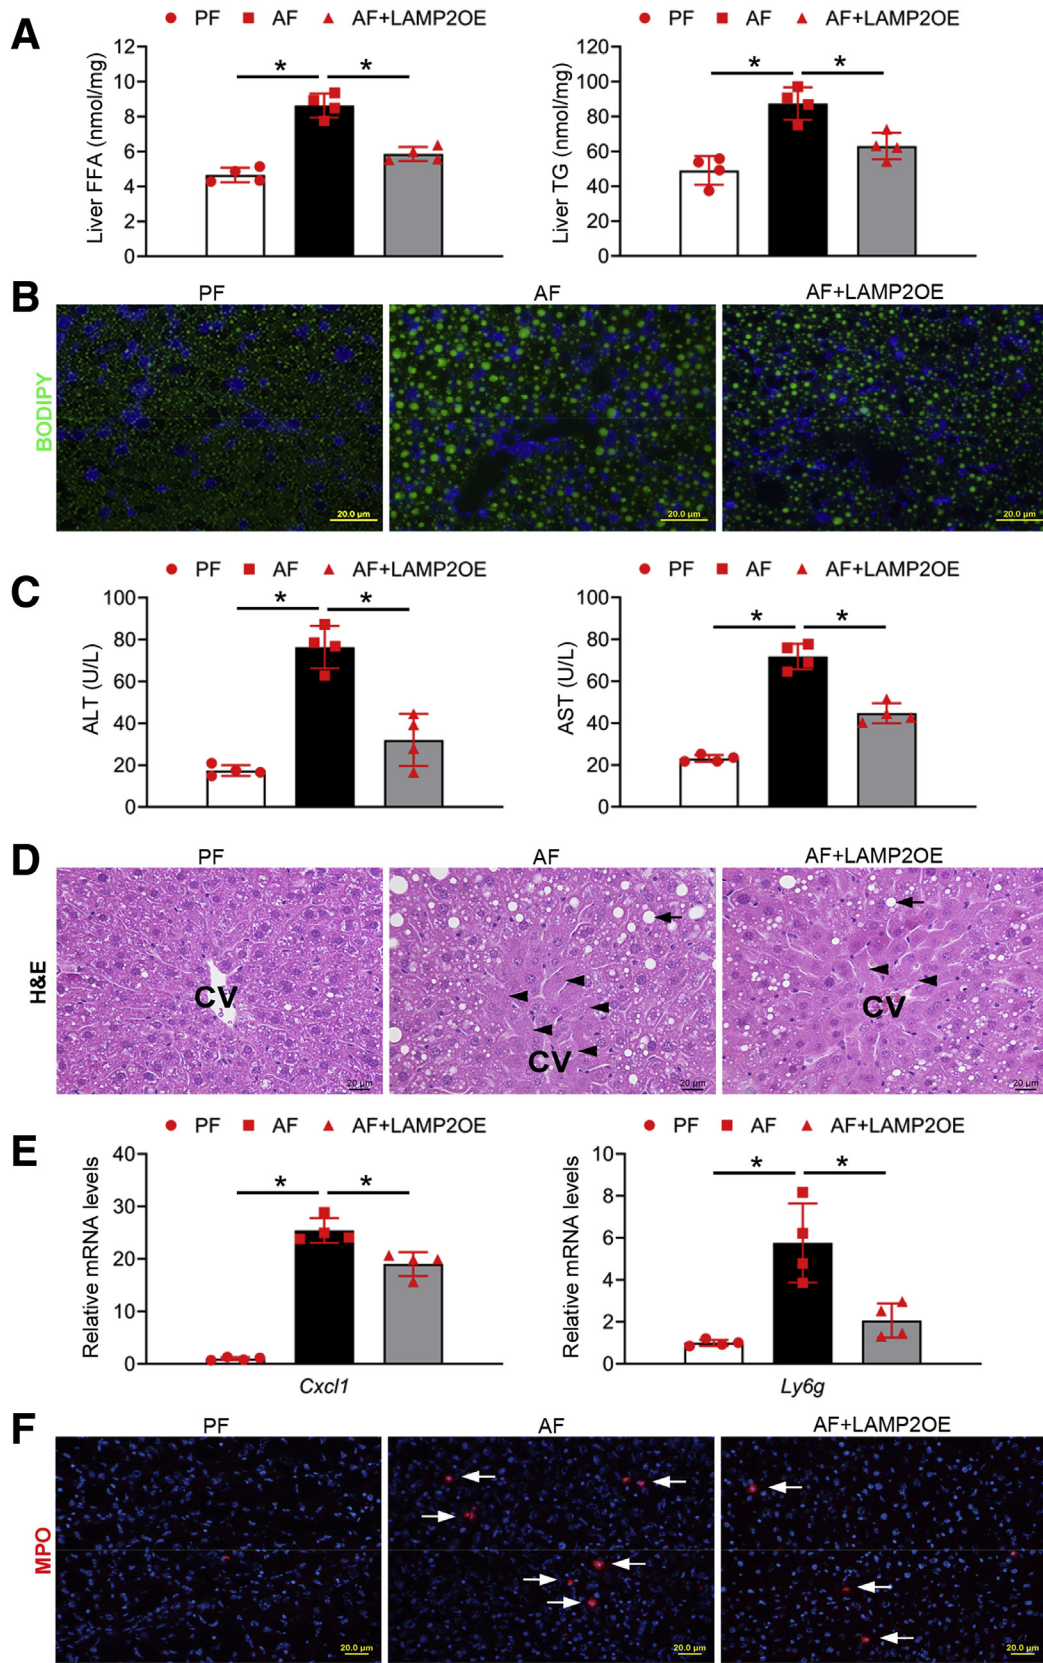 A
PF AF AF+LAMP2OE
Liver FFA (nmol/mg)
12
10
8
6
4
2
0
* *
PF AF AF+LAMP2OE
Liver TG (nmol/mg)
120
100
80
60
40
20
0
* *
B
PF AF AF+LAMP2OE
BODIPY
20.0 µm 20.0 µm 20.0 µm
C
PF AF AF+LAMP2OE
ALT (U/L)
100
80
60
40
20
0
* *
PF AF AF+LAMP2OE
AST (U/L)
100
80
60
40
20
0
* *
D
PF AF AF+LAMP2OE
H&E
CV CV CV
20 µm 20 µm 20 µm
E
PF AF AF+LAMP2OE
Relative mRNA levels
40
30
20
10
0
* *
Cxcl1
PF AF AF+LAMP2OE
Relative mRNA levels
10
8
6
4
2
0
* *
Ly6g
F
PF AF AF+LAMP2OE
MPO
20.0 µm 20.0 µm 20.0 µm